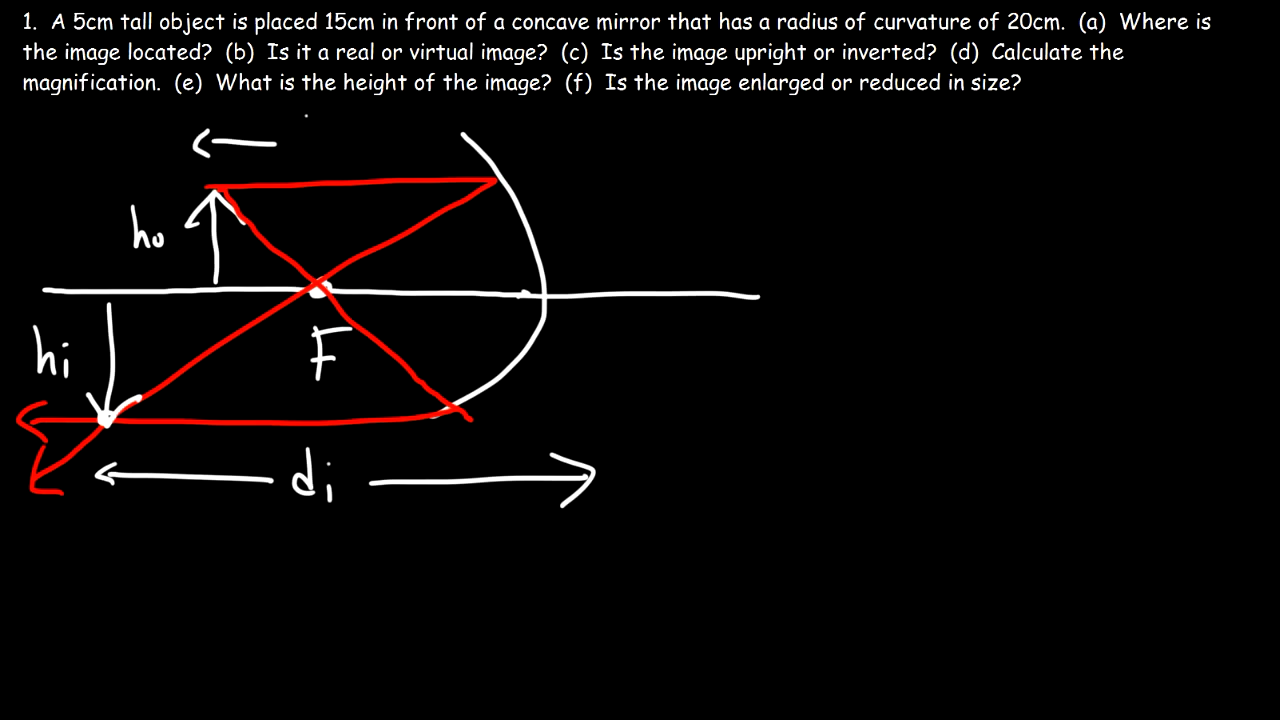 1. A 5cm tall object is placed 15cm in front of a concave mirror that has a radius of curvature of 20cm. (a) Where is
the image located? (b) Is it a real or virtual image? (c) Is the image upright or inverted? (d) Calculate the
magnification. (e) What is the height of the image? (f) Is the image enlarged or reduced in size?
ho
hi
F
di